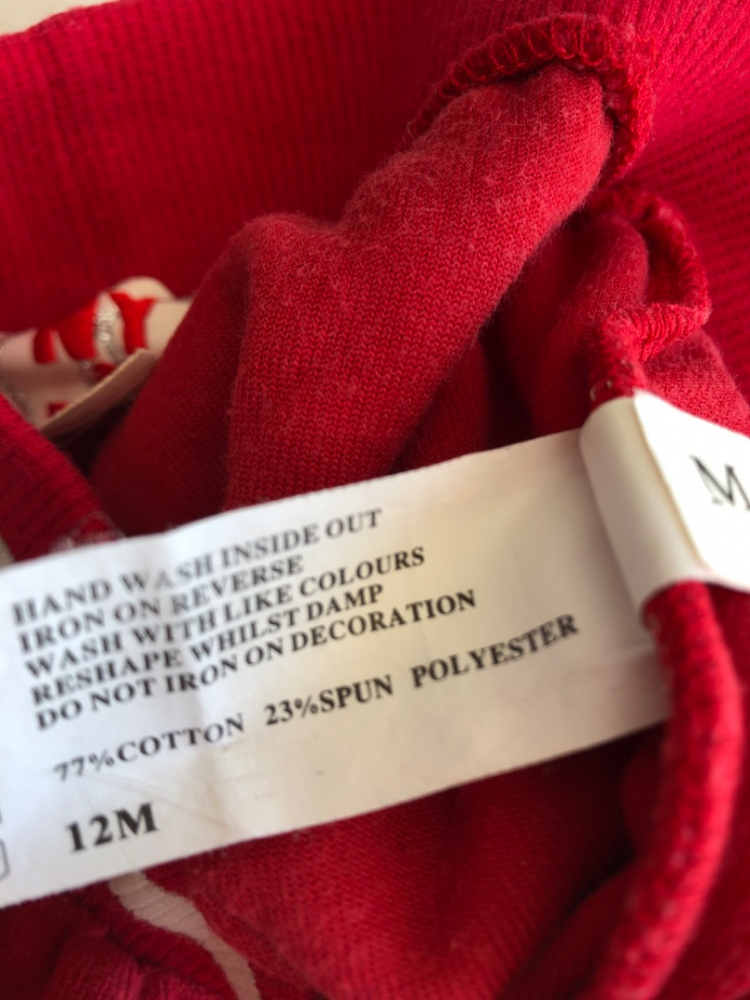 HAND WASH INSIDE OUT
IRON ON REVERSE
WASH WITH LIKE COLOURS
RESHAPE WHILST DAMP
DO NOT IRON ON DECORATION
77%COTTON 23%SPUN POLYESTER
12M
M